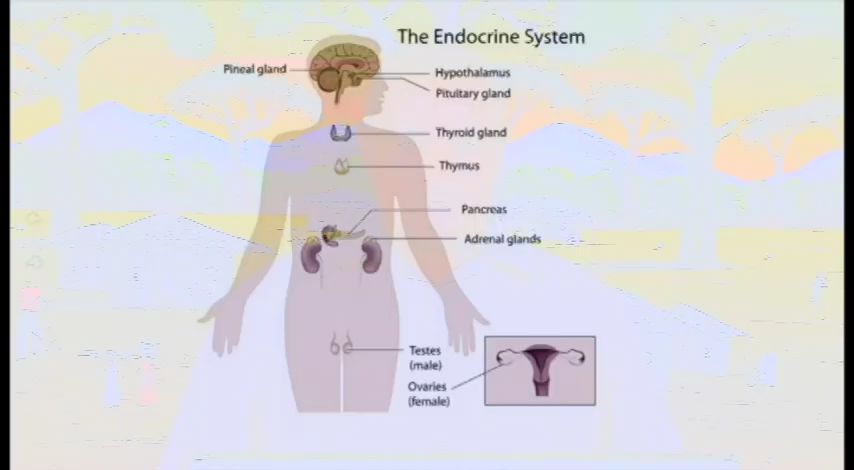 The Endocrine System
Pineal gland
Hypothalamus
Pituitary gland
Thyroid gland
Thymus
Pancreas
Adrenal glands
Testes
(male)
Ovaries
(female)